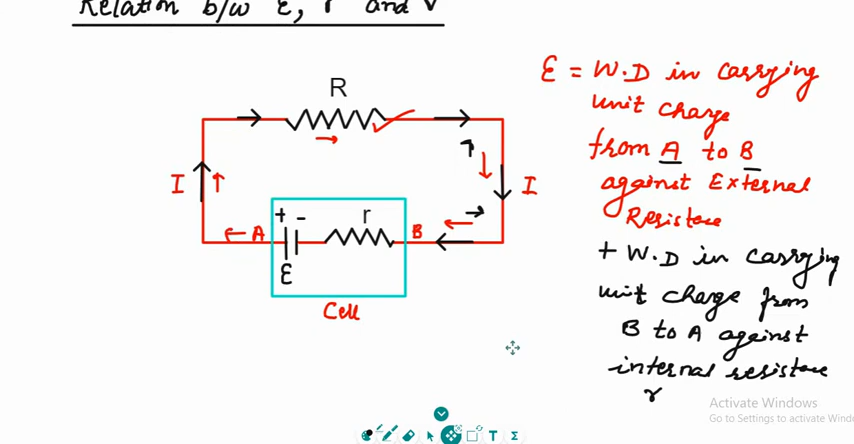 Relation b/w ε, r and V
R
I
I
+ -
r
A
B
ε
Cell
ε = W.D in carrying
unit charge
from A to B
against External
Resistance
+ W.D in carrying
unit charge from
B to A against
internal resistance
r
Activate Windows
Go to Settings to activate Wind
T Σ